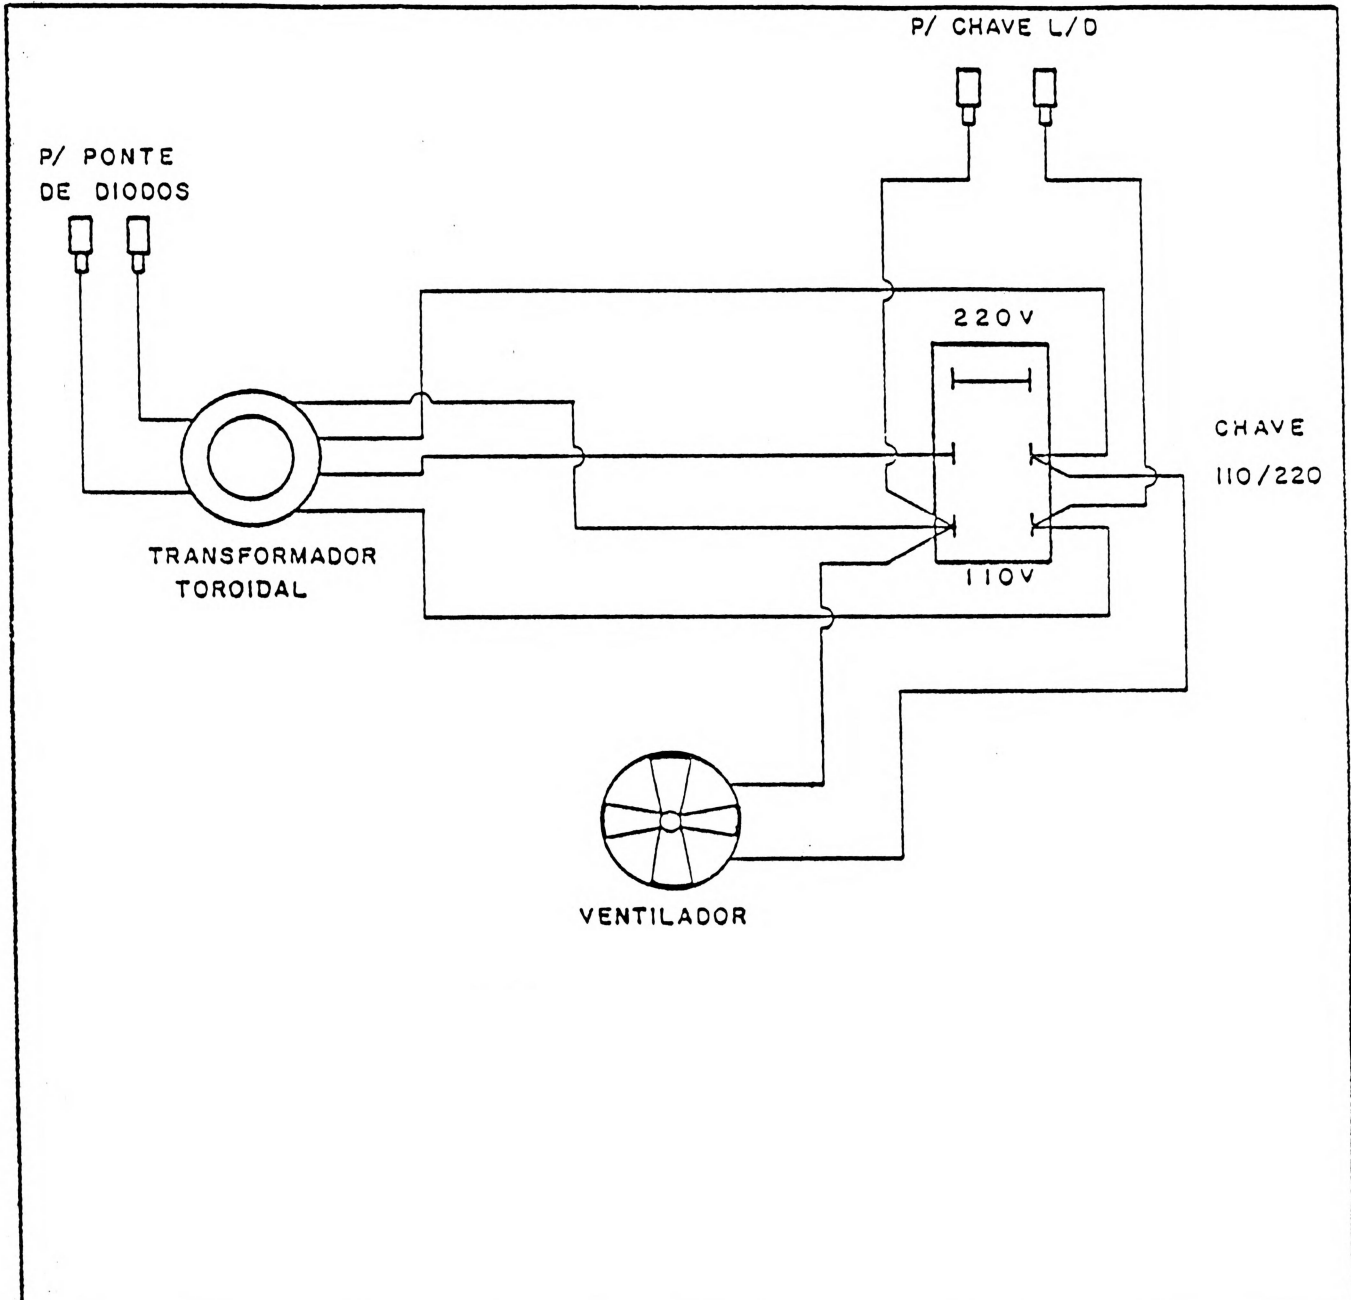 P/ CHAVE L/D
P/ PONTE
DE DIODOS
220V
CHAVE
110/220
TRANSFORMADOR
TOROIDAL
110V
VENTILADOR